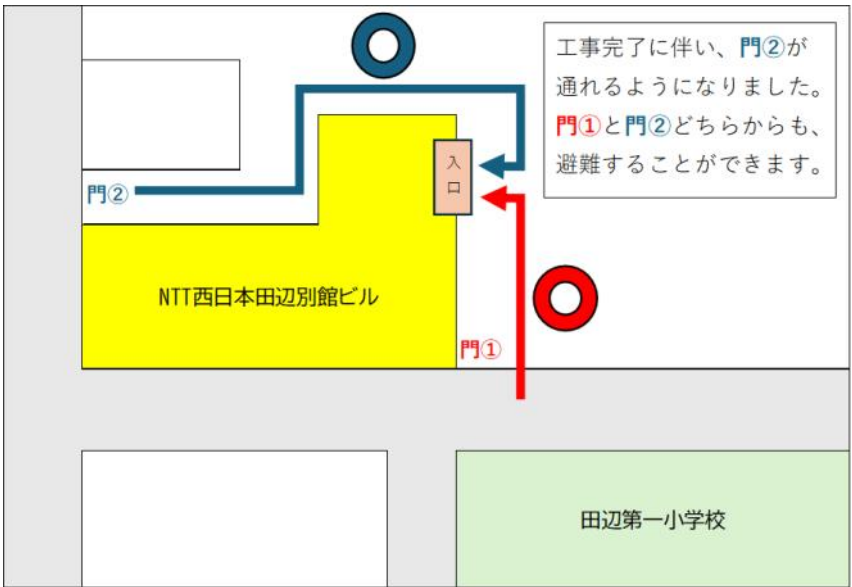 工事完了に伴い、門②が
通れるようになりました。
門①と門②どちらからも、
避難することができます。
入口
門②
NTT西日本田辺別館ビル
門①
田辺第一小学校